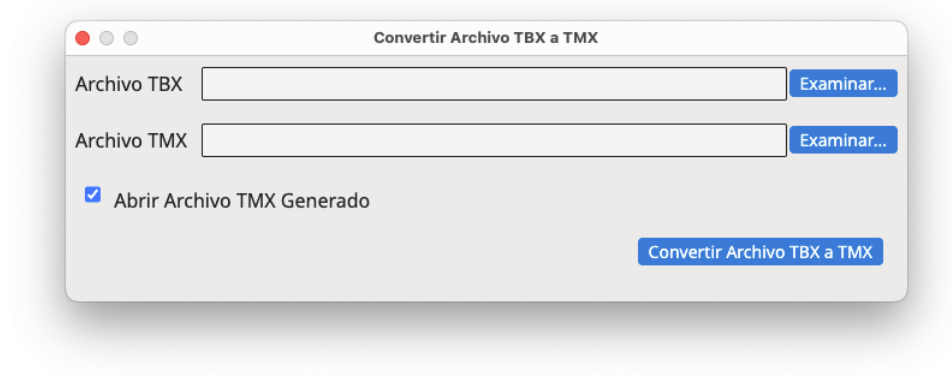 Convertir Archivo TBX a TMX
Archivo TBX Examinar...
Archivo TMX Examinar...
Abrir Archivo TMX Generado
Convertir Archivo TBX a TMX